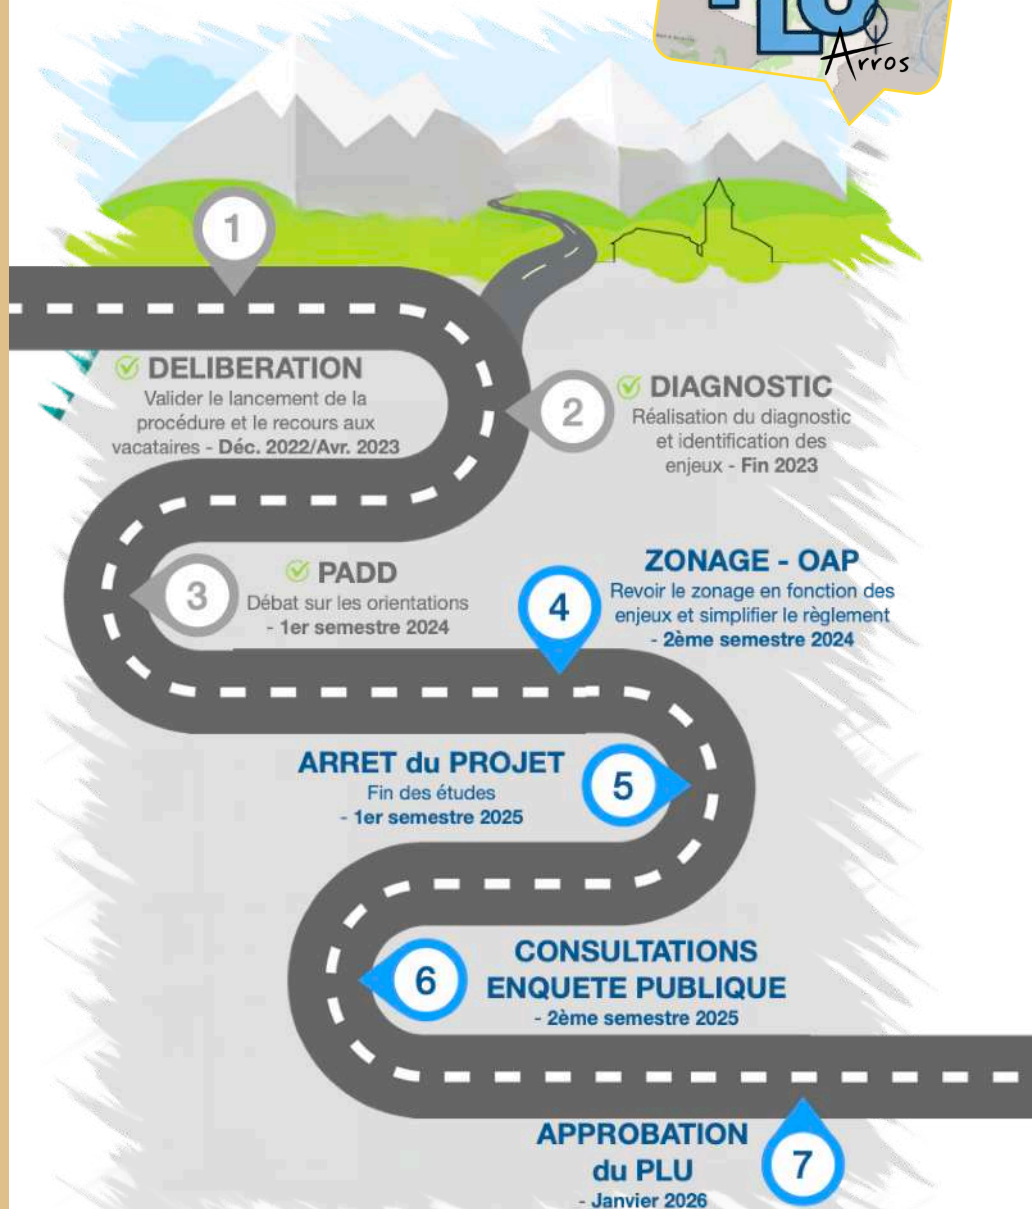 PLU
Arros
1
DELIBERATION
Valider le lancement de la
procédure et le recours aux
vacataires - Déc. 2022/Avr. 2023
2
DIAGNOSTIC
Réalisation du diagnostic
et identification des
enjeux - Fin 2023
3
PADD
Débat sur les orientations
- 1er semestre 2024
4
ZONAGE - OAP
Revoir le zonage en fonction des
enjeux et simplifier le règlement
- 2ème semestre 2024
ARRET du PROJET
Fin des études
- 1er semestre 2025
5
6
CONSULTATIONS
ENQUETE PUBLIQUE
- 2ème semestre 2025
APPROBATION
du PLU
- Janvier 2026
7